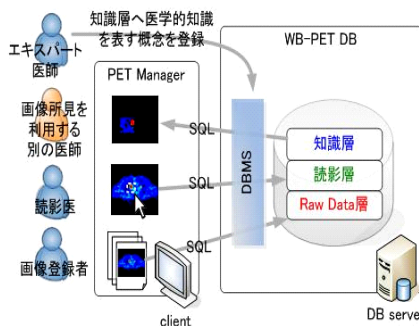 知識層へ医学的知識
を表す概念を登録
エキスパート
医師
WB-PET DB
PET Manager
画像所見を
利用する
別の医師
読影医
画像登録者
SQL
SQL
SQL
DBMS
知識層
読影層
Raw Data層
client
DB server